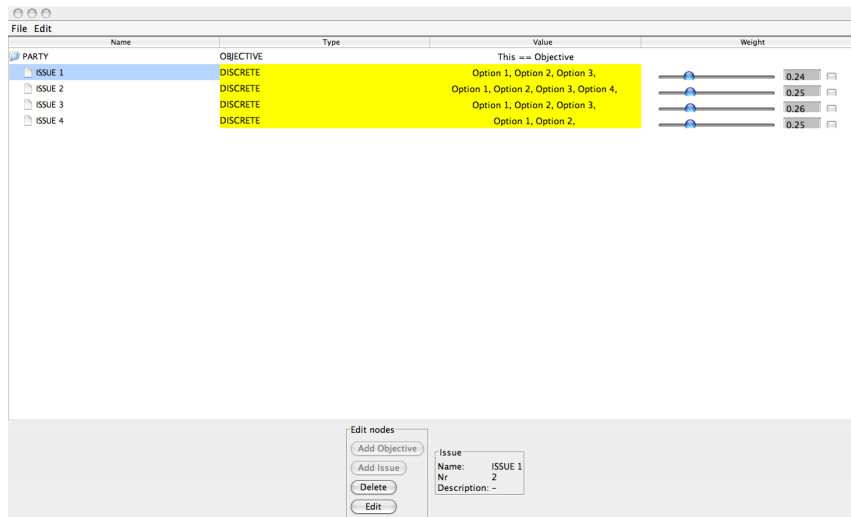 File Edit
Name Type Value Weight
PARTY OBJECTIVE This == Objective
ISSUE 1 DISCRETE Option 1, Option 2, Option 3, 0.24
ISSUE 2 DISCRETE Option 1, Option 2, Option 3, Option 4, 0.25
ISSUE 3 DISCRETE Option 1, Option 2, Option 3, 0.26
ISSUE 4 DISCRETE Option 1, Option 2, 0.25
Edit nodes
Add Objective
Add Issue
Delete
Edit
Issue
Name: ISSUE 1
Nr 2
Description: -